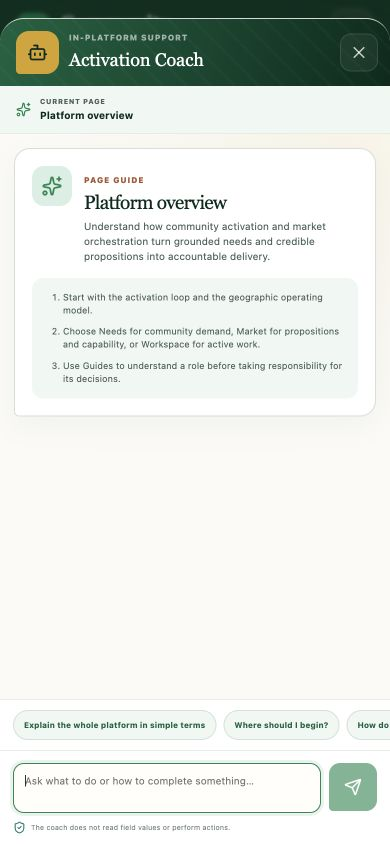 IN-PLATFORM SUPPORT
Activation Coach
CURRENT PAGE
Platform overview
PAGE GUIDE
Platform overview
Understand how community activation and market
orchestration turn grounded needs and credible
propositions into accountable delivery.
1. Start with the activation loop and the geographic operating
model.
2. Choose Needs for community demand, Market for propositions
and capability, or Workspace for active work.
3. Use Guides to understand a role before taking responsibility for
its decisions.
Explain the whole platform in simple terms
Where should I begin?
How do
Ask what to do or how to complete something...
The coach does not read field values or perform actions.